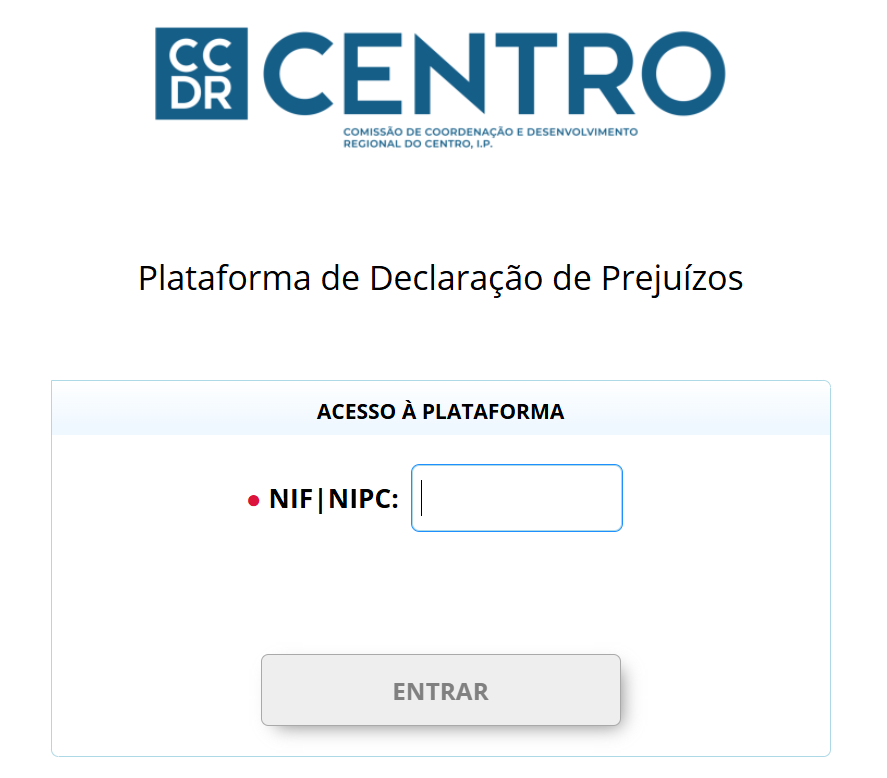 CC
DR
CENTRO
COMISSÃO DE COORDENAÇÃO E DESENVOLVIMENTO
REGIONAL DO CENTRO, I.P.
Plataforma de Declaração de Prejuízos
ACESSO À PLATAFORMA
NIF|NIPC:
ENTRAR